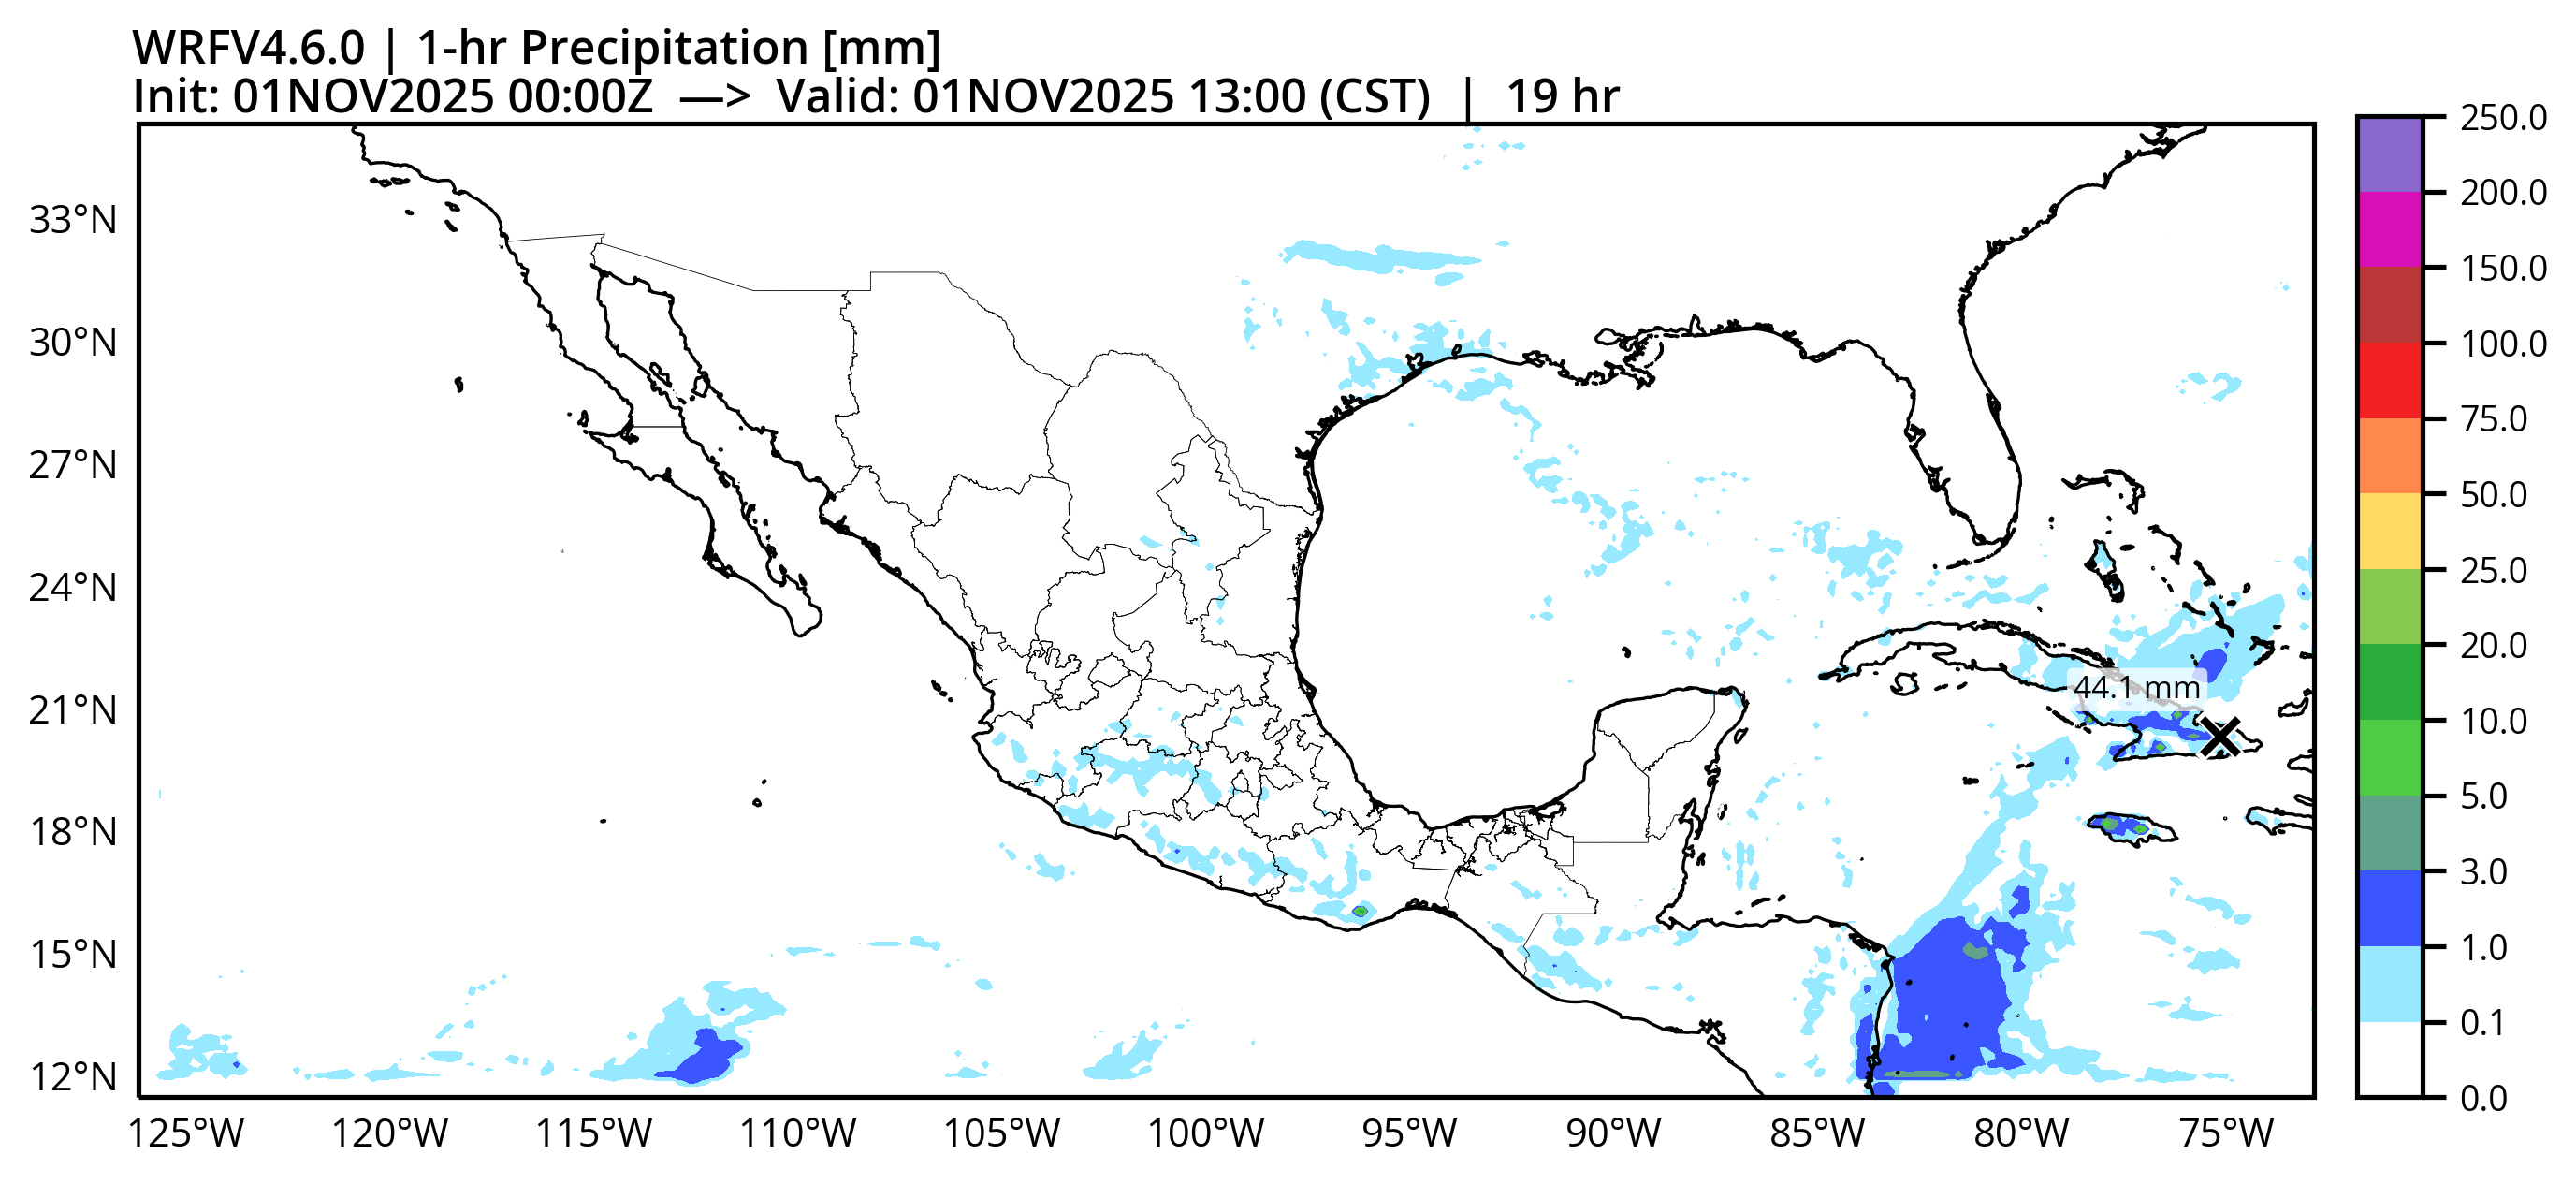 WRFV4.6.0 | 1-hr Precipitation [mm]
Init: 01NOV2025 00:00Z —> Valid: 01NOV2025 13:00 (CST) | 19 hr
33°N
30°N
27°N
24°N
21°N
18°N
15°N
12°N
125°W 120°W 115°W 110°W 105°W 100°W 95°W 90°W 85°W 80°W 75°W
44.1 mm
250.0
200.0
150.0
100.0
75.0
50.0
25.0
20.0
10.0
5.0
3.0
1.0
0.1
0.0